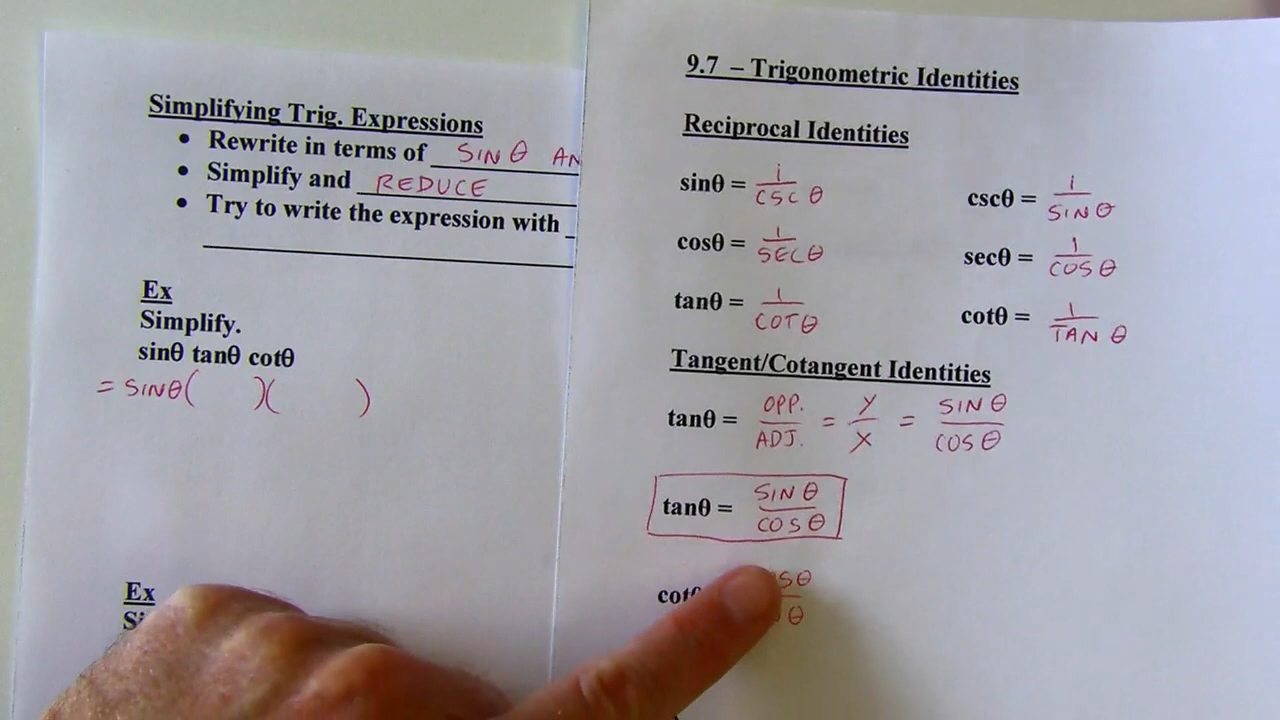 Simplifying Trig. Expressions
• Rewrite in terms of SIN θ AN
• Simplify and REDUCE
• Try to write the expression with
Ex
Simplify.
sinθ tanθ cotθ
= SINθ( )( )
Ex
9.7 – Trigonometric Identities
Reciprocal Identities
sinθ = 1/CSC θ cscθ = 1/SIN θ
cosθ = 1/SEC θ secθ = 1/COS θ
tanθ = 1/COT θ cotθ = 1/TAN θ
Tangent/Cotangent Identities
tanθ = OPP./ADJ. = Y/X = SIN θ/COS θ
tanθ = SIN θ/COS θ